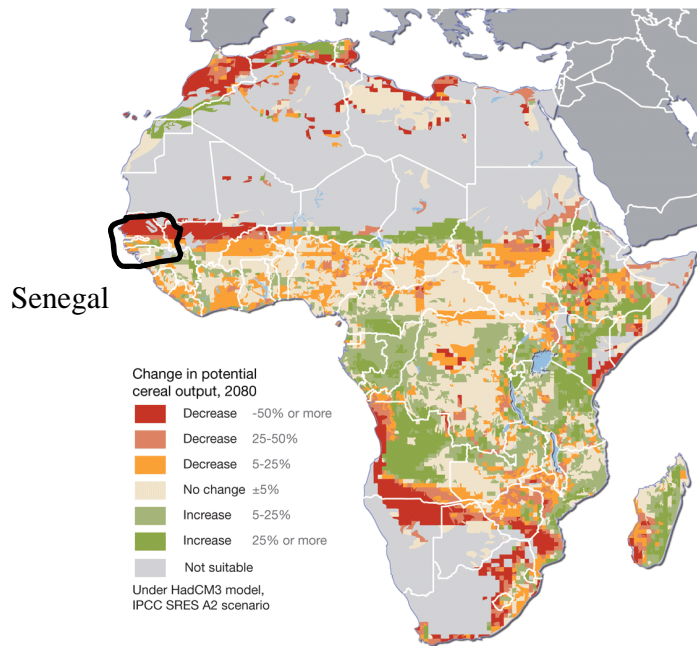 Senegal
Change in potential
cereal output, 2080
Decrease -50% or more
Decrease 25-50%
Decrease 5-25%
No change ±5%
Increase 5-25%
Increase 25% or more
Not suitable
Under HadCM3 model,
IPCC SRES A2 scenario